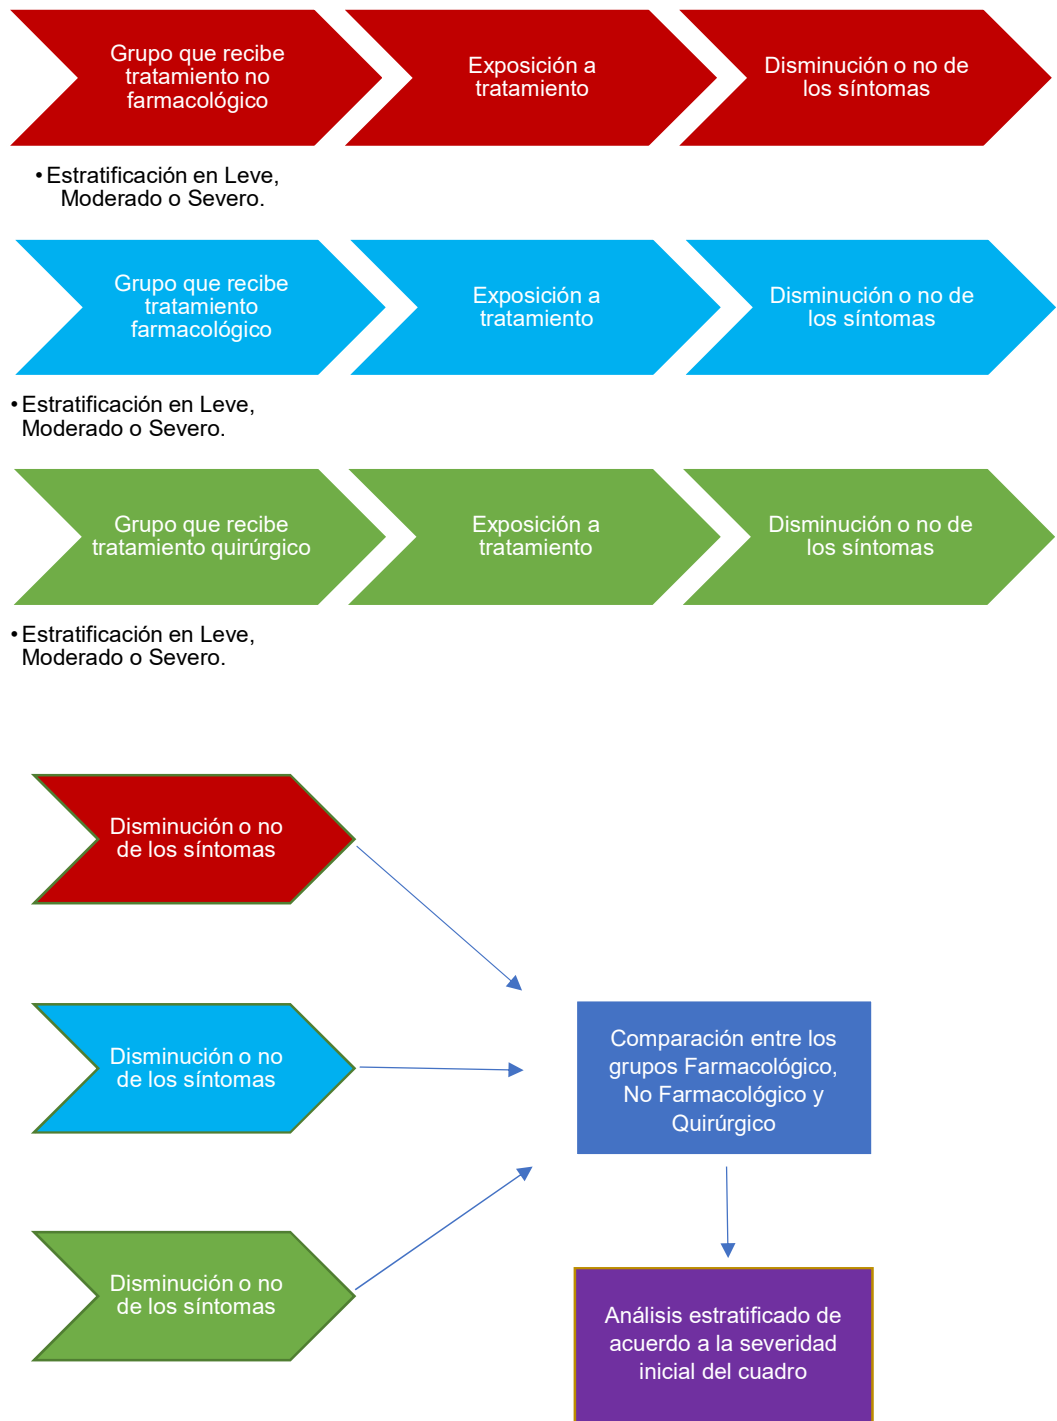 Grupo que recibe
tratamiento no
farmacológico
Exposición a
tratamiento
Disminución o no de
los síntomas
• Estratificación en Leve,
Moderado o Severo.
Grupo que recibe
tratamiento
farmacológico
Exposición a
tratamiento
Disminución o no de
los síntomas
• Estratificación en Leve,
Moderado o Severo.
Grupo que recibe
tratamiento quirúrgico
Exposición a
tratamiento
Disminución o no de
los síntomas
• Estratificación en Leve,
Moderado o Severo.
Disminución o no
de los síntomas
Disminución o no
de los síntomas
Comparación entre los
grupos Farmacológico,
No Farmacológico y
Quirúrgico
Disminución o no
de los síntomas
Análisis estratificado de
acuerdo a la severidad
inicial del cuadro